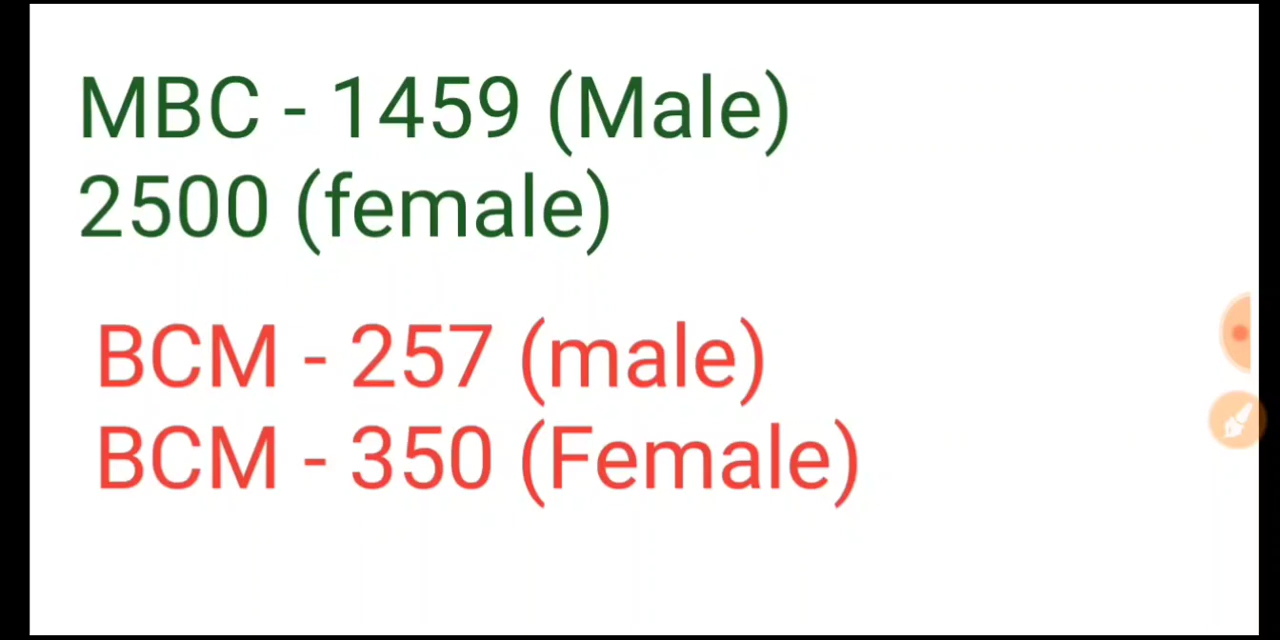 MBC - 1459 (Male)
2500 (female)
BCM - 257 (male)
BCM - 350 (Female)